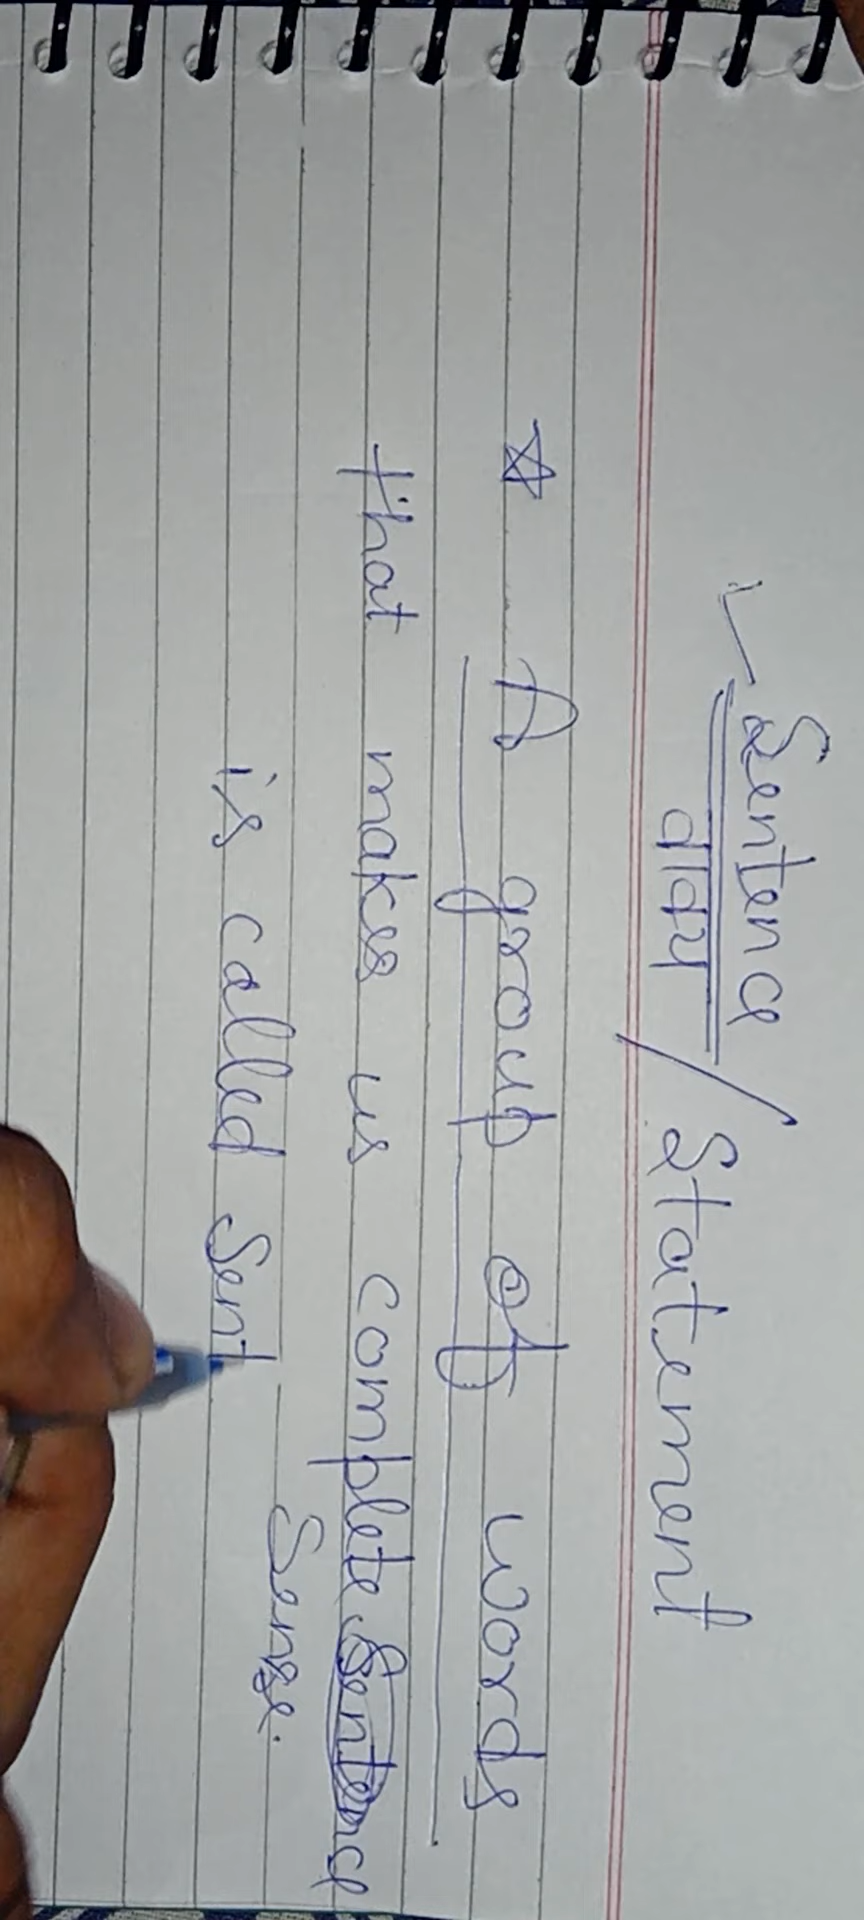 Sentence / Statement
वाक्य
☆ A group of words
that makes us complete Sentence
Sense.
is called Sent